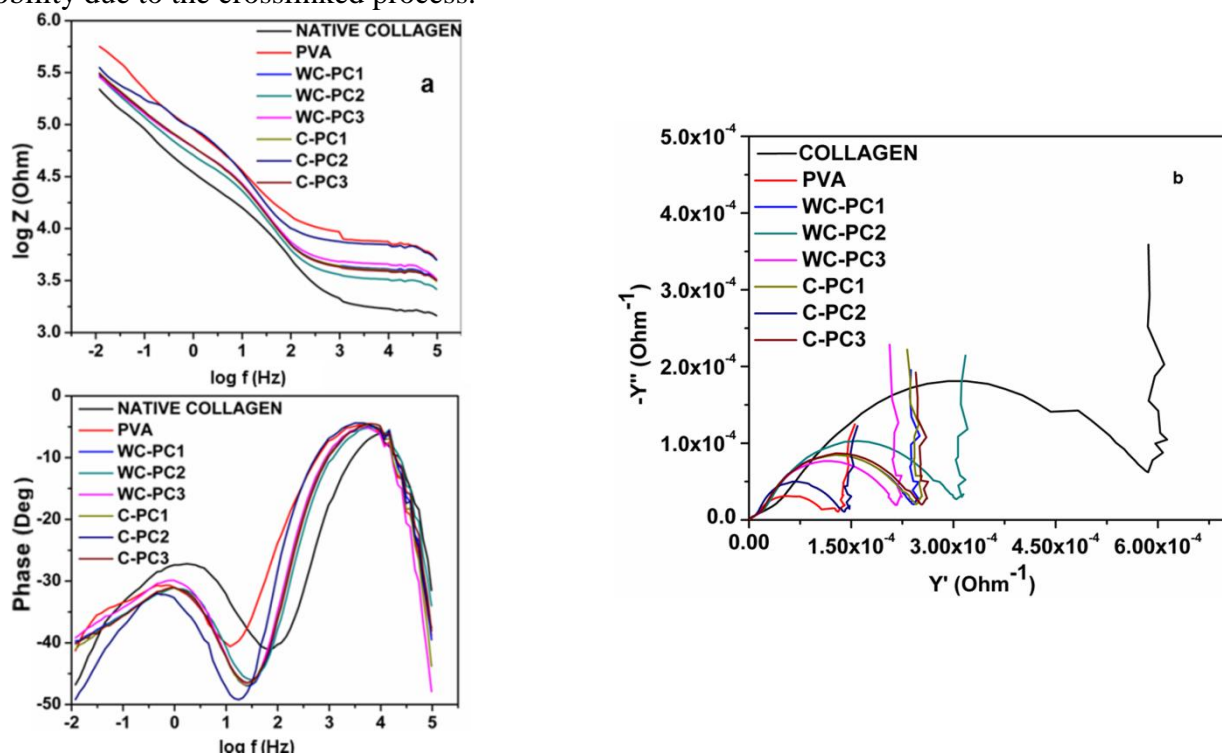 obility due to the crosslinked process.
6.0
5.5
5.0
4.5
4.0
3.5
3.0
log Z (Ohm)
NATIVE COLLAGEN
PVA
WC-PC1
WC-PC2
WC-PC3
C-PC1
C-PC2
C-PC3
a
-2 -1 0 1 2 3 4 5
log f (Hz)
0
-10
-20
-30
-40
-50
Phase (Deg)
NATIVE COLLAGEN
PVA
WC-PC1
WC-PC2
WC-PC3
C-PC1
C-PC2
C-PC3
-2 -1 0 1 2 3 4 5
log f (Hz)
5.0x10-4
4.0x10-4
3.0x10-4
2.0x10-4
1.0x10-4
0.0
-Y" (Ohm-1)
COLLAGEN
PVA
WC-PC1
WC-PC2
WC-PC3
C-PC1
C-PC2
C-PC3
b
0.00 1.50x10-4 3.00x10-4 4.50x10-4 6.00x10-4
Y' (Ohm-1)